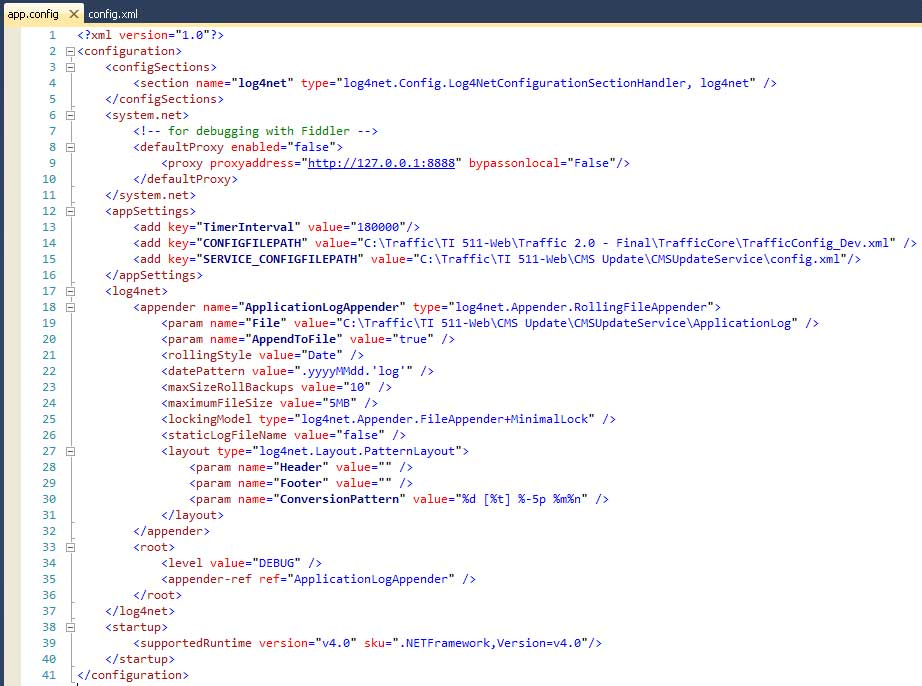 app.config config.xml
1 <?xml version="1.0"?>
2 <configuration>
3 <configSections>
4 <section name="log4net" type="log4net.Config.Log4NetConfigurationSectionHandler, log4net" />
5 </configSections>
6 <system.net>
7 <!-- for debugging with Fiddler -->
8 <defaultProxy enabled="false">
9 <proxy proxyaddress="http://127.0.0.1:8888" bypassonlocal="False"/>
10 </defaultProxy>
11 </system.net>
12 <appSettings>
13 <add key="TimerInterval" value="180000"/>
14 <add key="CONFIGFILEPATH" value="C:\Traffic\TI 511-Web\Traffic 2.0 - Final\TrafficCore\TrafficConfig_Dev.xml" />
15 <add key="SERVICE_CONFIGFILEPATH" value="C:\Traffic\TI 511-Web\CMS Update\CMSUpdateService\config.xml"/>
16 </appSettings>
17 <log4net>
18 <appender name="ApplicationLogAppender" type="log4net.Appender.RollingFileAppender">
19 <param name="File" value="C:\Traffic\TI 511-Web\CMS Update\CMSUpdateService\ApplicationLog" />
20 <param name="AppendToFile" value="true" />
21 <rollingStyle value="Date" />
22 <datePattern value=".yyyyMMdd.'log'" />
23 <maxSizeRollBackups value="10" />
24 <maximumFileSize value="5MB" />
25 <lockingModel type="log4net.Appender.FileAppender+MinimalLock" />
26 <staticLogFileName value="false" />
27 <layout type="log4net.Layout.PatternLayout">
28 <param name="Header" value="" />
29 <param name="Footer" value="" />
30 <param name="ConversionPattern" value="%d [%t] %-5p %m%n" />
31 </layout>
32 </appender>
33 <root>
34 <level value="DEBUG" />
35 <appender-ref ref="ApplicationLogAppender" />
36 </root>
37 </log4net>
38 <startup>
39 <supportedRuntime version="v4.0" sku=".NETFramework,Version=v4.0"/>
40 </startup>
41 </configuration>